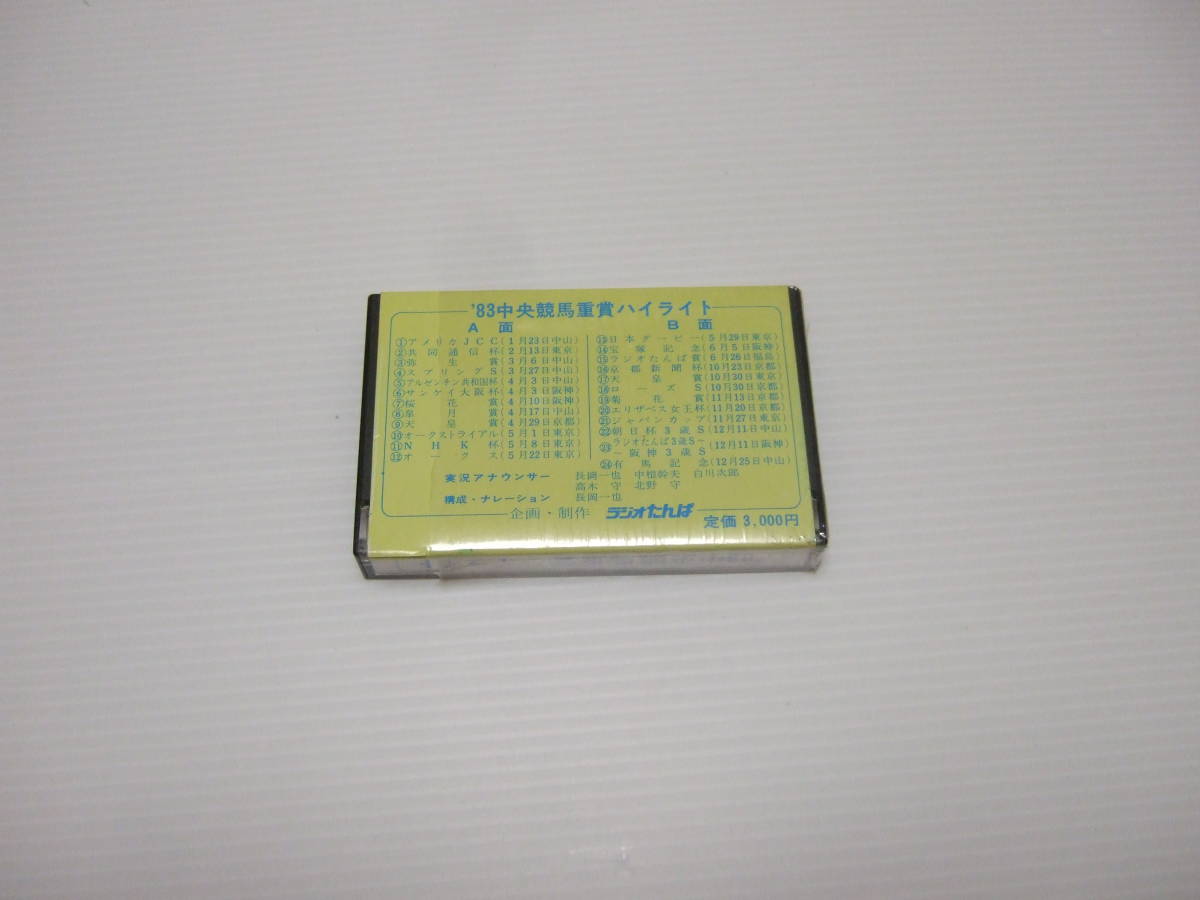 '83中央競馬重賞ハイライト
A 面
①アメリカJCC(1月23日中山)
②共同通信杯(2月13日東京)
③弥生賞(3月6日中山)
④スプリングS(3月27日中山)
⑤アルゼンチン共和国杯(4月3日中山)
⑥サンケイ大阪杯(4月3日阪神)
⑦桜花賞(4月10日阪神)
⑧皐月賞(4月17日中山)
⑨天皇賞(4月29日京都)
⑩オークストライアル(5月1日東京)
⑪NHK杯(5月8日東京)
⑫オークス(5月22日東京)
B 面
⑬日本ダービー(5月29日東京)
⑭宝塚記念(6月5日阪神)
⑮ラジオたんぱ賞(6月26日福島)
⑯京都新聞杯(10月23日京都)
⑰天皇賞(10月30日東京)
⑱ローズS(10月30日京都)
⑲菊花賞(11月13日京都)
⑳エリザベス女王杯(11月20日京都)
㉑ジャパンカップ(11月27日東京)
㉒朝日杯3歳S(12月11日中山)
㉓ラジオたんぱ3歳S〜
〜阪神3歳S(12月11日阪神)
㉔有馬記念(12月25日中山)
実況アナウンサー 長岡一也 中稲幹夫 白川次郎
高木 守 北野 守
構成・ナレーション 長岡一也
企画・制作 ラジオたんぱ
定価 3,000円